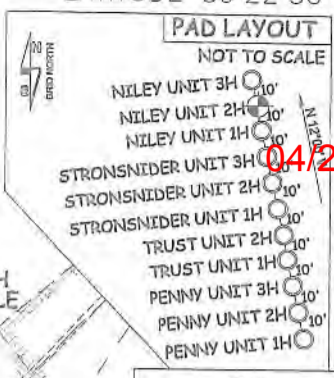 PAD LAYOUT
NOT TO SCALE
N
GRID NORTH
NILEY UNIT 3H
10'
NILEY UNIT 2H
10'
NILEY UNIT 1H
10'
N 12°0
STRONSNIDER UNIT 3H
04/2
STRONSNIDER UNIT 2H
10'
STRONSNIDER UNIT 1H
10'
TRUST UNIT 2H
10'
TRUST UNIT 1H
10'
PENNY UNIT 3H
10'
PENNY UNIT 2H
10'
PENNY UNIT 1H